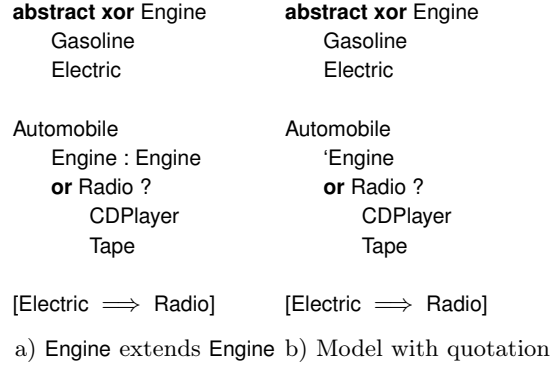 abstract xor Engine
Gasoline
Electric
Automobile
Engine : Engine
or Radio ?
CDPlayer
Tape
[Electric ⟹ Radio]
a) Engine extends Engine
abstract xor Engine
Gasoline
Electric
Automobile
‘Engine
or Radio ?
CDPlayer
Tape
[Electric ⟹ Radio]
b) Model with quotation